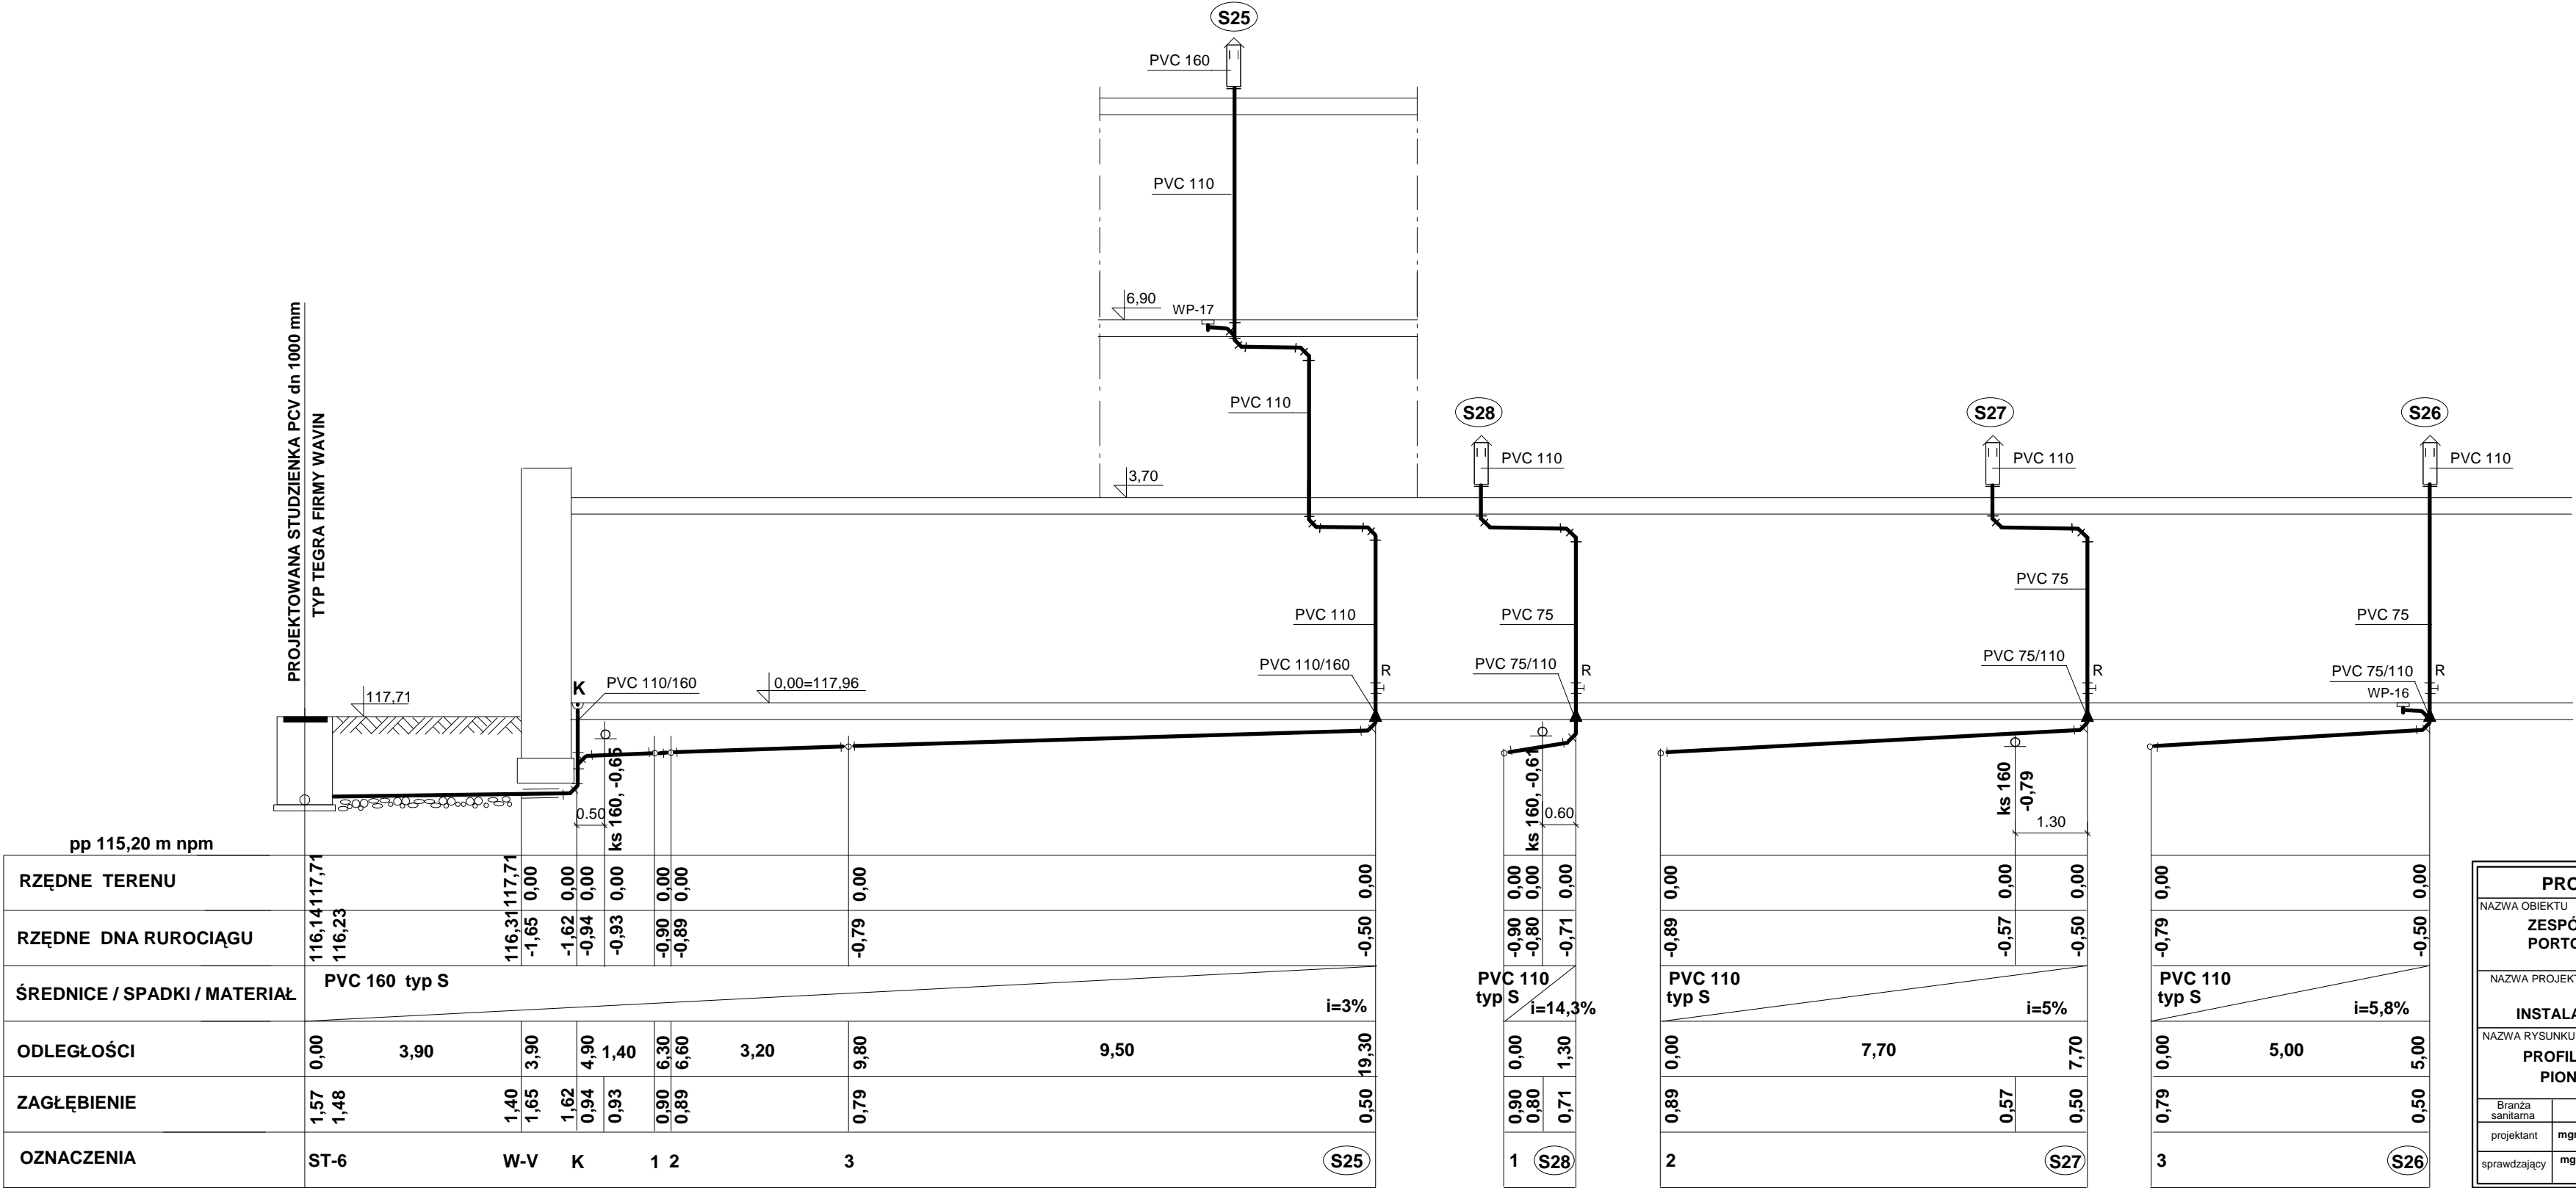 S25
PVC 160
PVC 110
6,90
WP-17
PVC 110
3,70
S28
PVC 110
S27
PVC 110
S26
PVC 110
PROJEKTOWANA STUDZIENKA PCV dn 1000 mm
TYP TEGRA FIRMY WAVIN
PVC 110
PVC 75
PVC 75
PVC 75
PVC 110/160
R
PVC 75/110
R
PVC 75/110
R
PVC 75/110
R
WP-16
117,71
K
PVC 110/160
0,00=117,96
ks 160, -0,65
0.50
ks 160, -0,61
0.60
ks 160
-0,79
1.30
pp 115,20 m npm
RZĘDNE TERENU
117,71 117,71 0,00 0,00 0,00 0,00 0,00 0,00 0,00 0,00 0,00 0,00 0,00 0,00 0,00 0,00 0,00 0,00
RZĘDNE DNA RUROCIĄGU
116,14 116,23 116,31 -1,65 -1,62 -0,94 -0,93 -0,90 -0,89 -0,79 -0,50 -0,90 -0,80 -0,71 -0,89 -0,57 -0,50 -0,79 -0,50
ŚREDNICE / SPADKI / MATERIAŁ
PVC 160 typ S
i=3%
PVC 110
typ S
i=14,3%
PVC 110
typ S
i=5%
PVC 110
typ S
i=5,8%
ODLEGŁOŚCI
0,00 3,90 3,90 4,90 1,40 6,30 6,60 3,20 9,80 9,50 19,30 0,00 1,30 0,00 7,70 7,70 0,00 5,00 5,00
ZAGŁĘBIENIE
1,57 1,48 1,40 1,65 1,62 0,94 0,93 0,90 0,89 0,79 0,50 0,90 0,80 0,71 0,89 0,57 0,50 0,79 0,50
OZNACZENIA
ST-6 W-V K 1 2 3 S25 1 S28 2 S27 3 S26
PRO
NAZWA OBIEKTU
ZESPÓ
PORTO
NAZWA PROJEKT
INSTALA
NAZWA RYSUNKU
PROFIL
PION
Branża
sanitarna
projektant mgr
sprawdzający mg